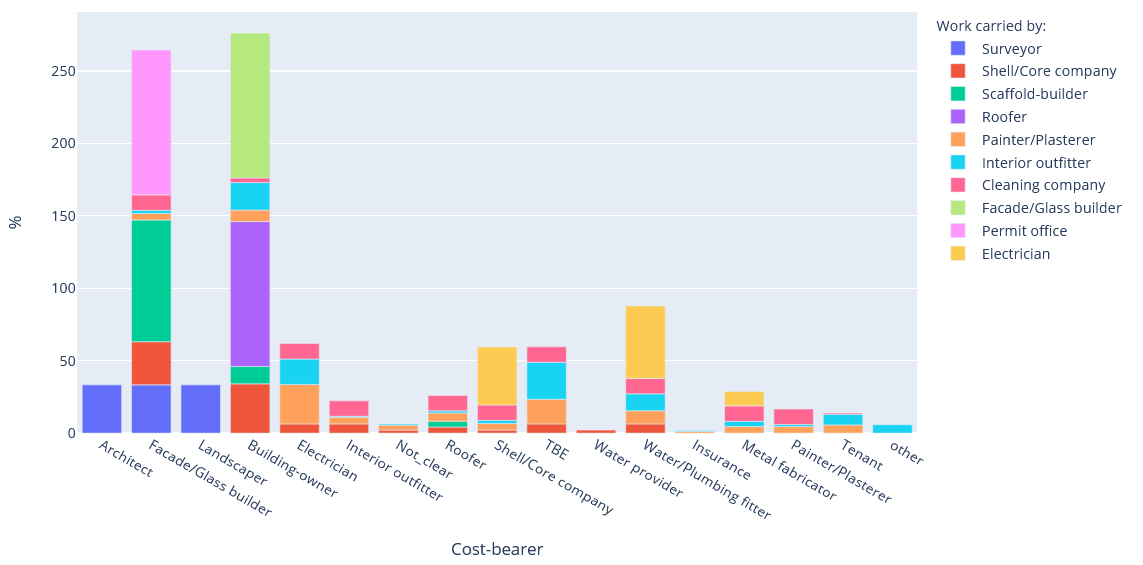 Work carried by:
Surveyor
Shell/Core company
Scaffold-builder
Roofer
Painter/Plasterer
Interior outfitter
Cleaning company
Facade/Glass builder
Permit office
Electrician
%
250
200
150
100
50
0
Architect
Facade/Glass builder
Landscaper
Building-owner
Electrician
Interior outfitter
Not_clear
Roofer
Shell/Core company
TBE
Water provider
Water/Plumbing fitter
Insurance
Metal fabricator
Painter/Plasterer
Tenant
other
Cost-bearer